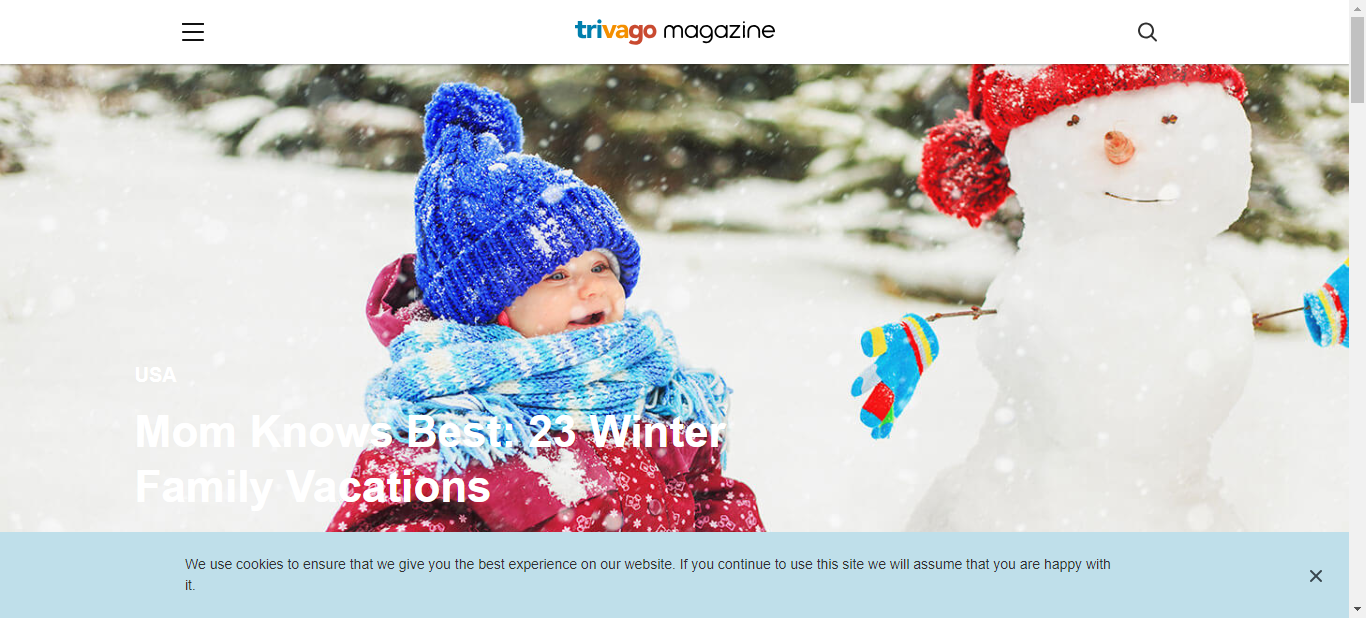 trivago magazine
USA
Mom Knows Best: 23 Winter
Family Vacations
We use cookies to ensure that we give you the best experience on our website. If you continue to use this site we will assume that you are happy with
it.